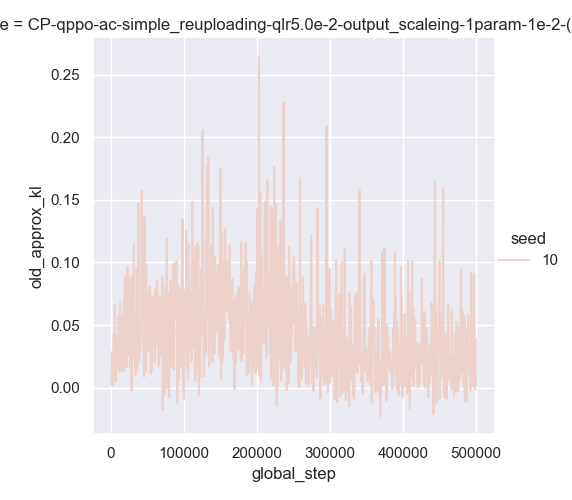 e = CP-qppo-ac-simple_reuploading-qlr5.0e-2-output_scaleing-1param-1e-2-(
0.25
0.20
0.15
0.10
0.05
0.00
old_approx_kl
0 100000 200000 300000 400000 500000
global_step
seed
10